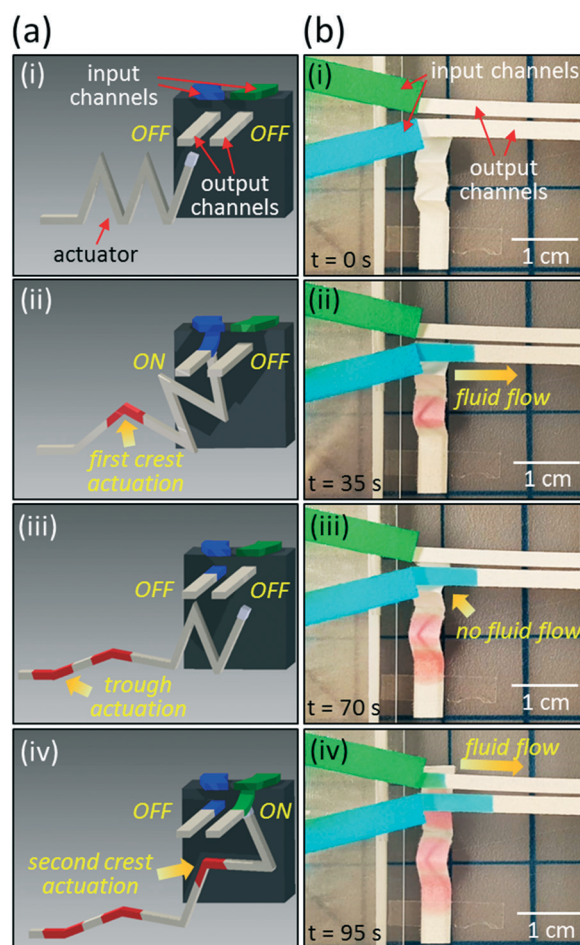 (a)
(i)
input
channels
OFF
OFF
output
channels
actuator
(ii)
ON
OFF
first crest
actuation
(iii)
OFF
OFF
trough
actuation
(iv)
OFF
ON
second crest
actuation
(b)
(i)
input channels
output
channels
t = 0 s
1 cm
(ii)
fluid flow
t = 35 s
1 cm
(iii)
no fluid flow
t = 70 s
1 cm
(iv)
fluid flow
t = 95 s
1 cm